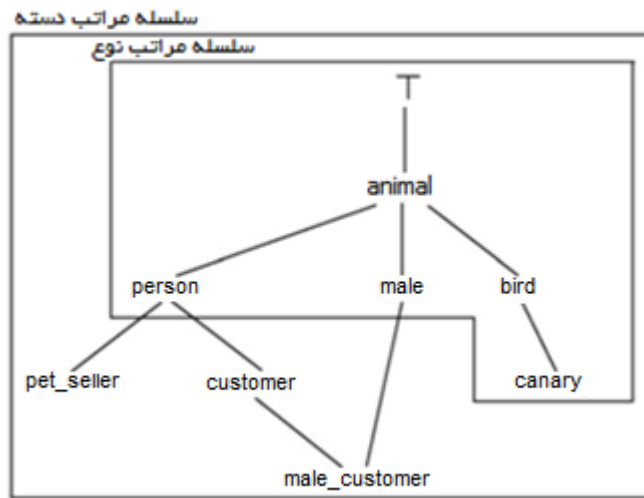 سلسله مراتب دسته
سلسله مراتب نوع
T
animal
person male bird
pet_seller customer canary
male_customer